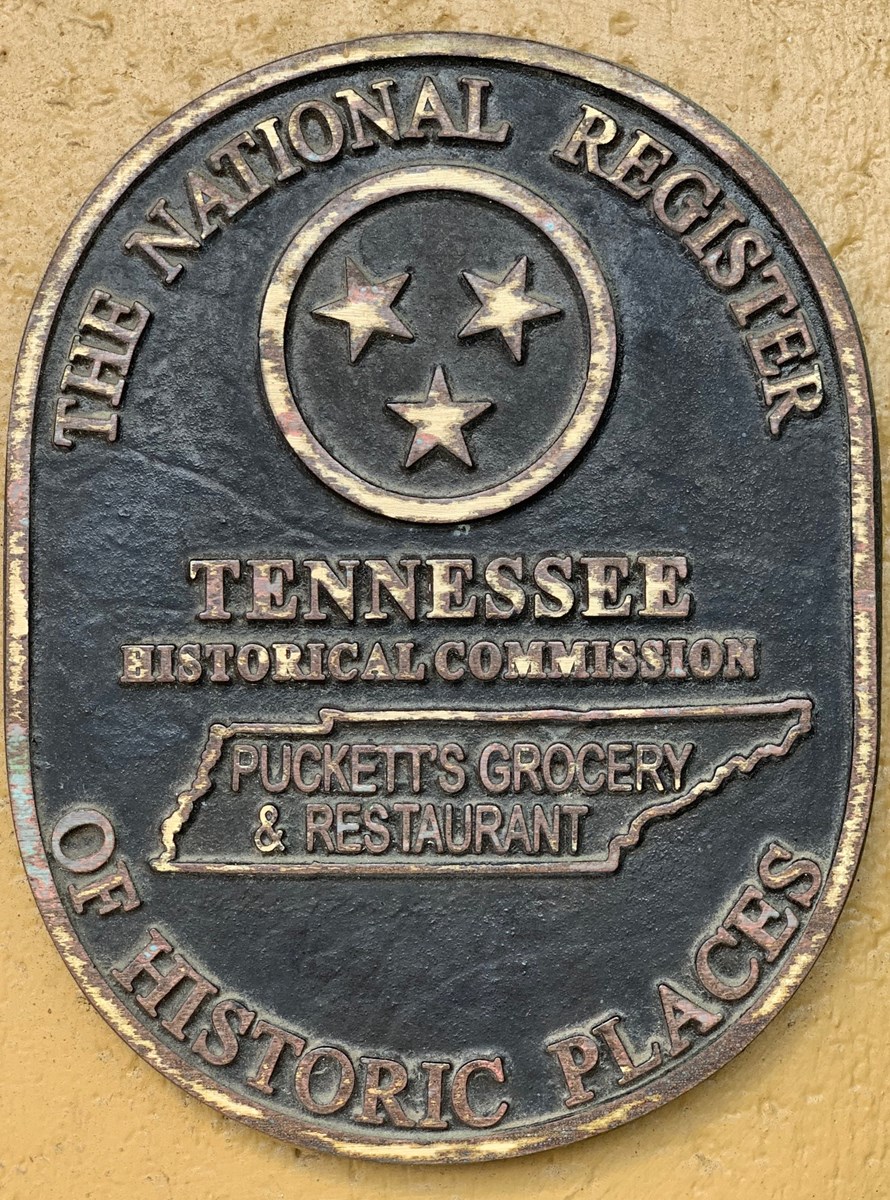 THE NATIONAL REGISTER
TENNESSEE
HISTORICAL COMMISSION
PUCKETT'S GROCERY
& RESTAURANT
OF HISTORIC PLACES